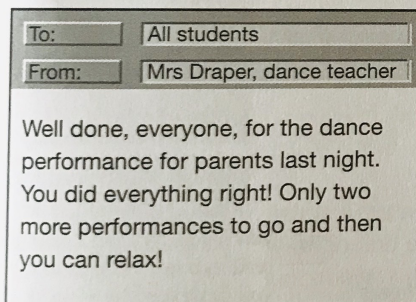 To: All students
From: Mrs Draper, dance teacher
Well done, everyone, for the dance
performance for parents last night.
You did everything right! Only two
more performances to go and then
you can relax!